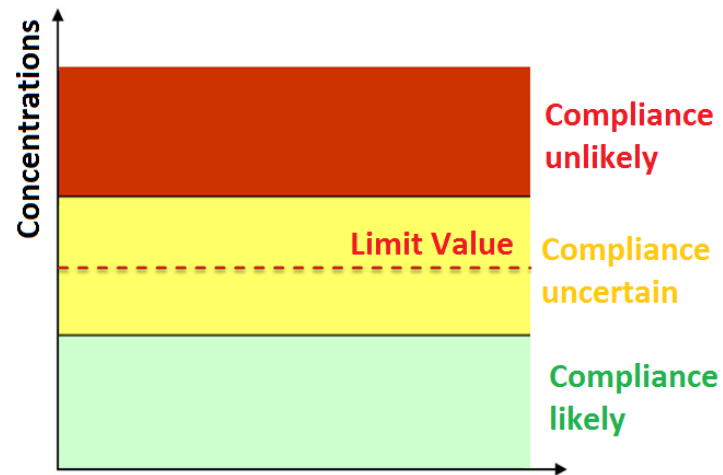 Concentrations
Compliance
unlikely
Limit Value
Compliance
uncertain
Compliance
likely